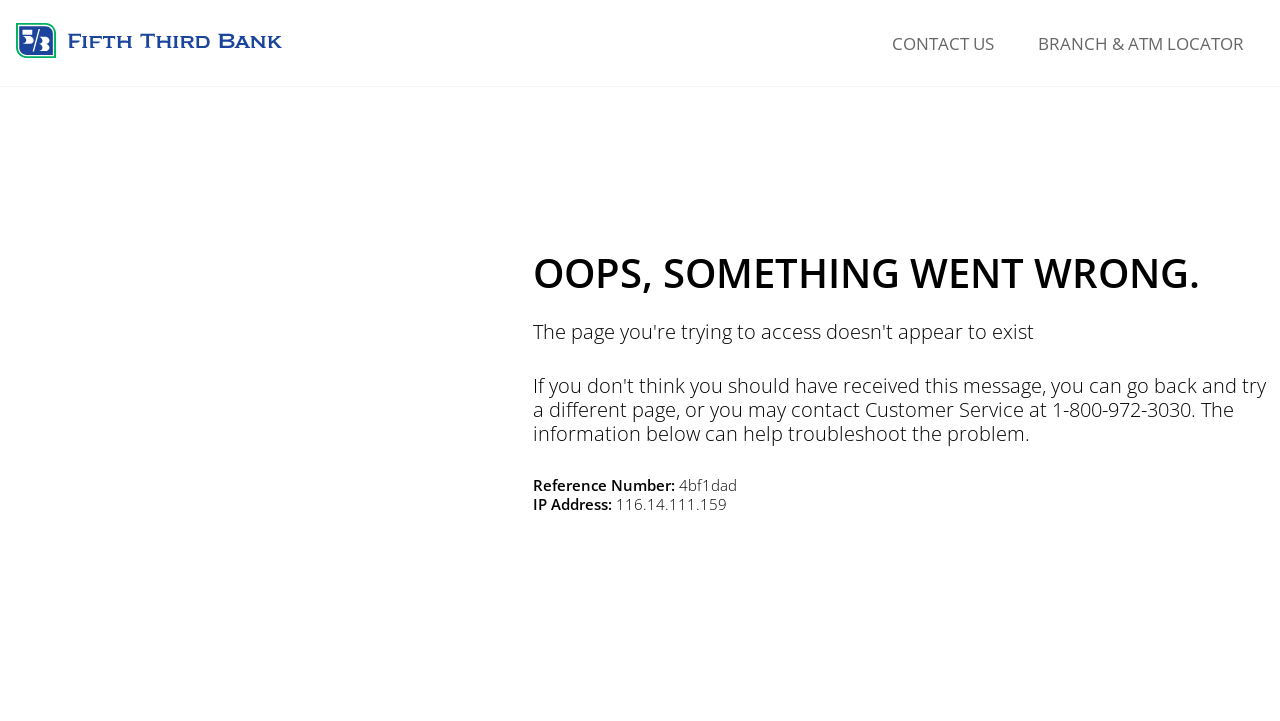 5/3 FIFTH THIRD BANK
CONTACT US
BRANCH & ATM LOCATOR
OOPS, SOMETHING WENT WRONG.
The page you're trying to access doesn't appear to exist
If you don't think you should have received this message, you can go back and try
a different page, or you may contact Customer Service at 1-800-972-3030. The
information below can help troubleshoot the problem.
Reference Number: 4bf1dad
IP Address: 116.14.111.159